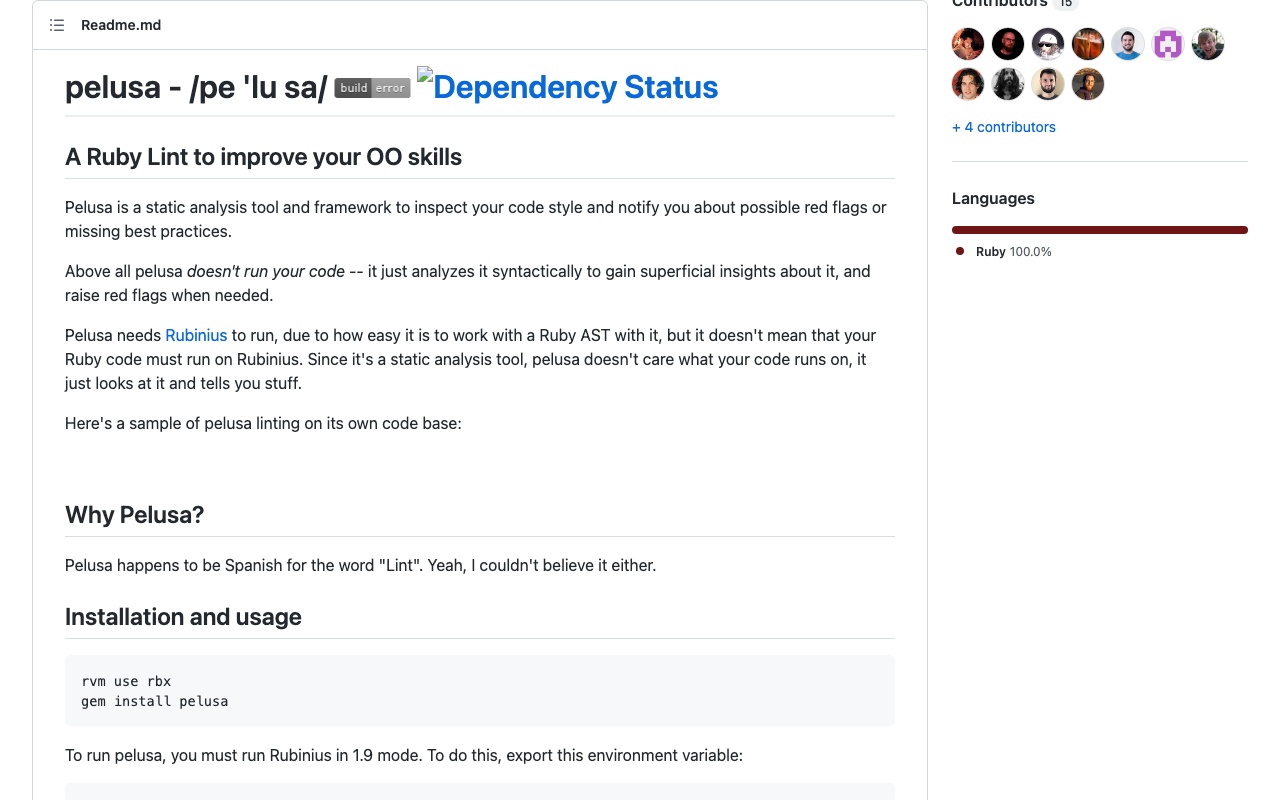 Contributors 15
Readme.md
pelusa - /pe 'lu sa/ build error Dependency Status
+ 4 contributors
A Ruby Lint to improve your OO skills
Languages
Pelusa is a static analysis tool and framework to inspect your code style and notify you about possible red flags or
missing best practices.
Ruby 100.0%
Above all pelusa doesn't run your code -- it just analyzes it syntactically to gain superficial insights about it, and
raise red flags when needed.
Pelusa needs Rubinius to run, due to how easy it is to work with a Ruby AST with it, but it doesn't mean that your
Ruby code must run on Rubinius. Since it's a static analysis tool, pelusa doesn't care what your code runs on, it
just looks at it and tells you stuff.
Here's a sample of pelusa linting on its own code base:
Why Pelusa?
Pelusa happens to be Spanish for the word "Lint". Yeah, I couldn't believe it either.
Installation and usage
rvm use rbx
gem install pelusa
To run pelusa, you must run Rubinius in 1.9 mode. To do this, export this environment variable: